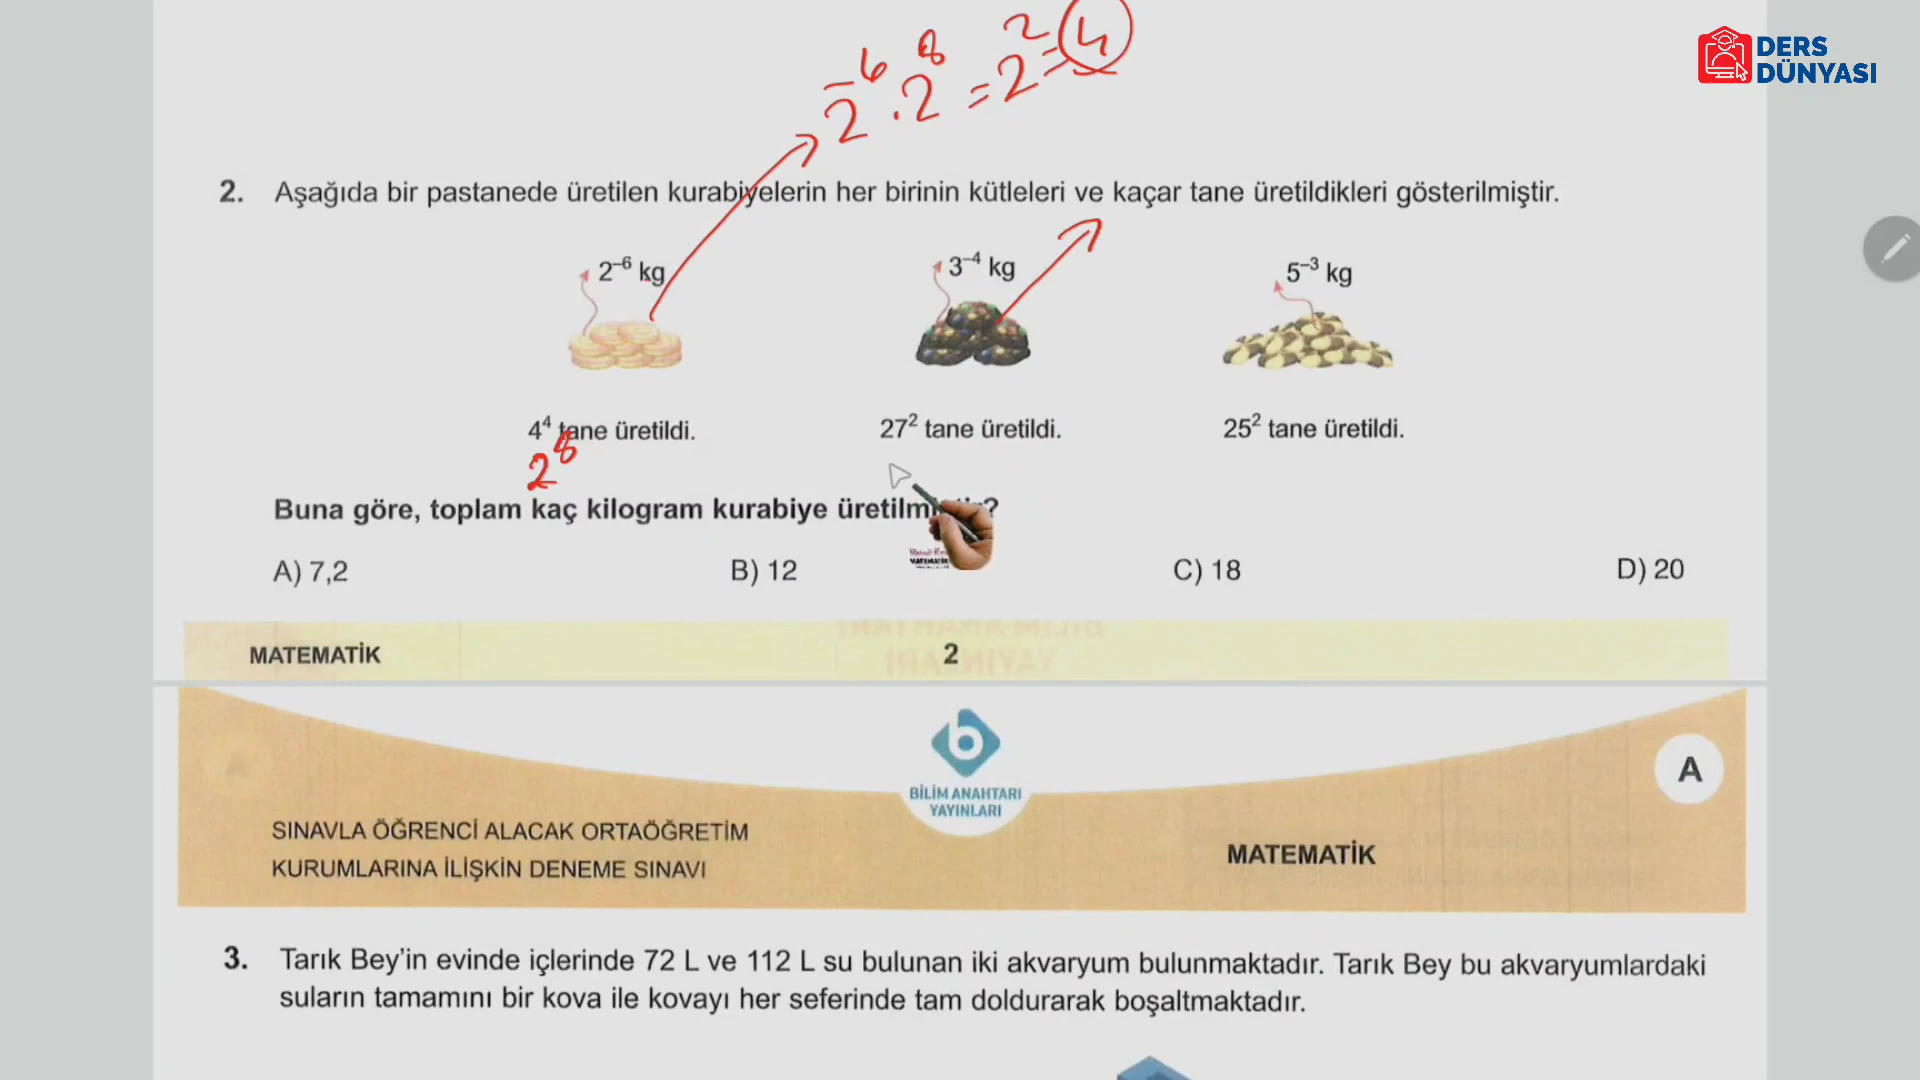 2⁻⁶ . 2⁸ = 2² = 4
DERS
DÜNYASI
2. Aşağıda bir pastanede üretilen kurabiyelerin her birinin kütleleri ve kaçar tane üretildikleri gösterilmiştir.
2⁻⁶ kg 3⁻⁴ kg 5⁻³ kg
4⁴ tane üretildi. 27² tane üretildi. 25² tane üretildi.
2⁸
Buna göre, toplam kaç kilogram kurabiye ?
A) 7,2 B) 12 C) 18 D) 20
MATEMATİK 2
BİLİM ANAHTARI
YAYINLARI
A
SINAVLA ÖĞRENCİ ALACAK ORTAÖĞRETİM
KURUMLARINA İLİŞKİN DENEME SINAVI
MATEMATİK
3. Tarık Bey’in evinde içlerinde 72 L ve 112 L su bulunan iki akvaryum bulunmaktadır. Tarık Bey bu akvaryumlardaki
suların tamamını bir kova ile kovayı her seferinde tam doldurarak boşaltmaktadır.